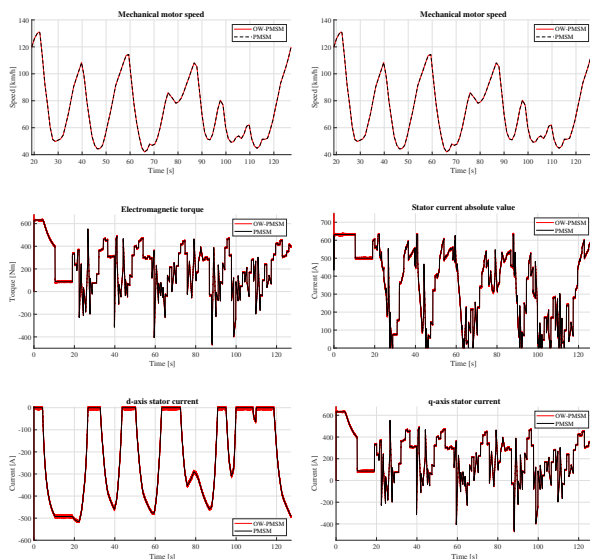 Mechanical motor speed
140
120
100
80
60
40
Speed [km/h]
OW-PMSM
PMSM
20 30 40 50 60 70 80 90 100 110 120
Time [s]
Mechanical motor speed
140
120
100
80
60
40
Speed [km/h]
OW-PMSM
PMSM
20 30 40 50 60 70 80 90 100 110 120
Time [s]
Electromagnetic torque
600
400
200
0
-200
-400
Torque [Nm]
OW-PMSM
PMSM
0 20 40 60 80 100 120
Time [s]
Stator current absolute value
700
600
500
400
300
200
100
0
Current [A]
OW-PMSM
PMSM
0 20 40 60 80 100 120
Time [s]
d-axis stator current
0
-100
-200
-300
-400
-500
-600
Current [A]
OW-PMSM
PMSM
0 20 40 60 80 100 120
Time [s]
q-axis stator current
600
400
200
0
-200
-400
Current [A]
OW-PMSM
PMSM
0 20 40 60 80 100 120
Time [s]